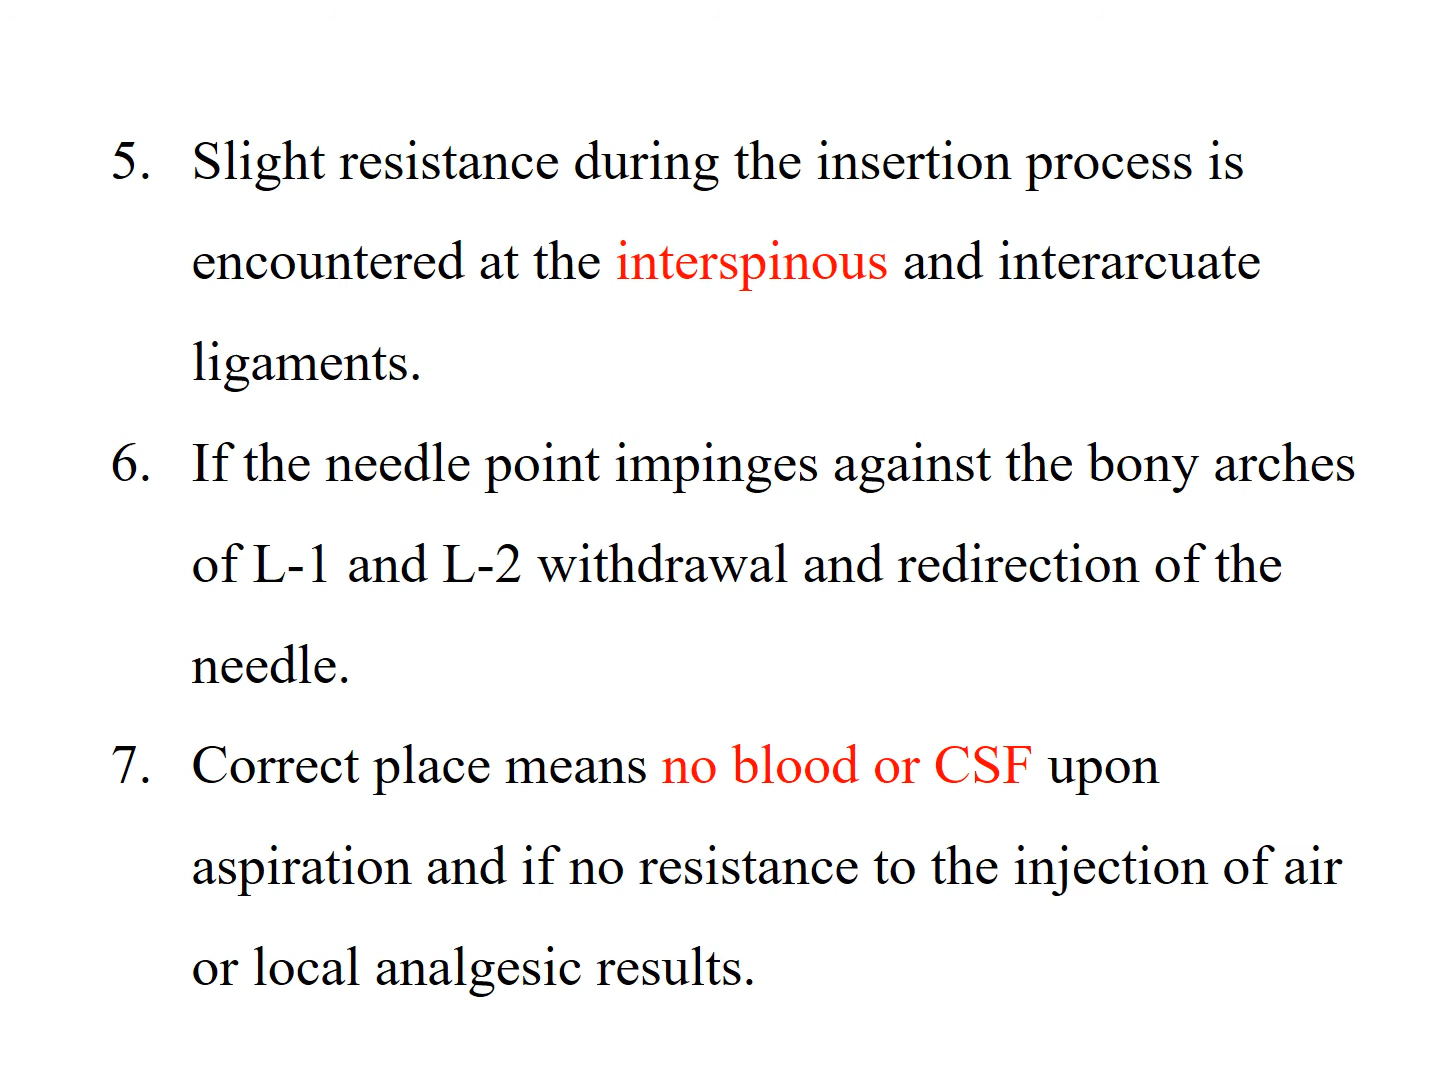 5. Slight resistance during the insertion process is
encountered at the interspinous and interarcuate
ligaments.
6. If the needle point impinges against the bony arches
of L-1 and L-2 withdrawal and redirection of the
needle.
7. Correct place means no blood or CSF upon
aspiration and if no resistance to the injection of air
or local analgesic results.